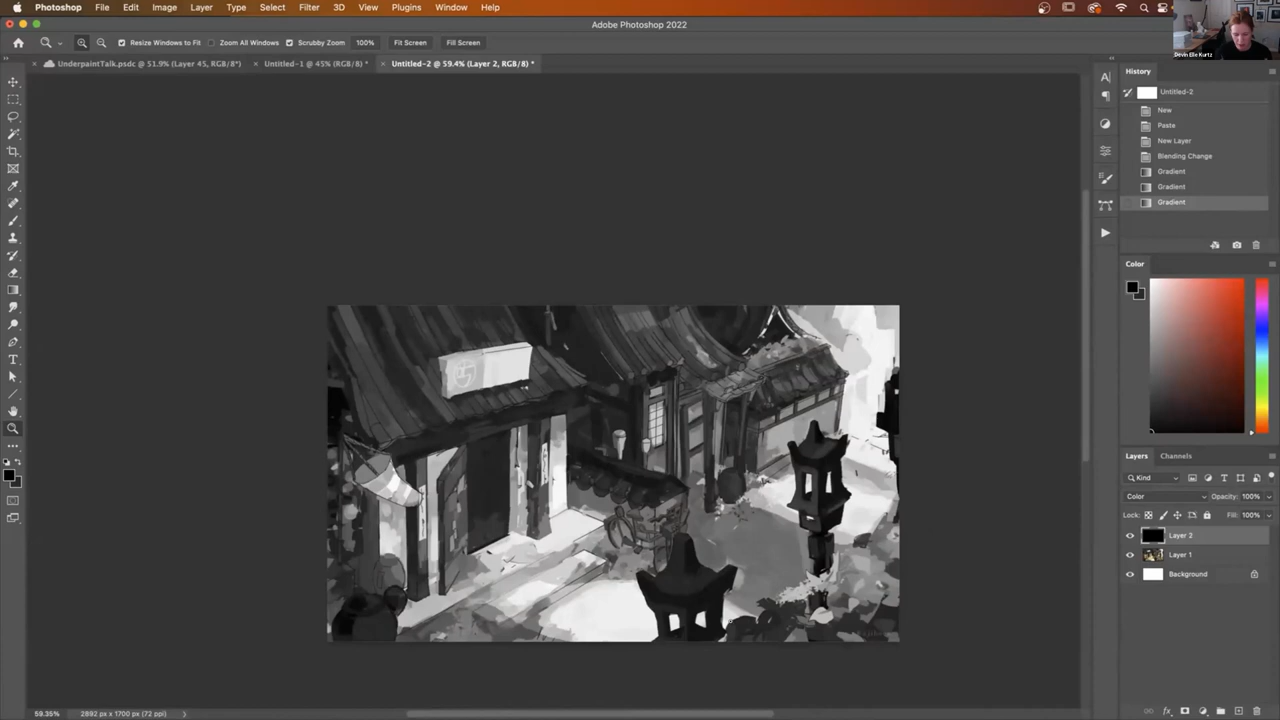 Photoshop File Edit Image Layer Type Select Filter 3D View Plugins Window Help
Adobe Photoshop 2022
Resize Windows to Fit Zoom All Windows Scrubby Zoom 100% Fit Screen Fill Screen
Devin Elle Kurtz
UnderpaintTalk.psdc @ 51.9% (Layer 45, RGB/8*) Untitled-1 @ 45% (RGB/8) * Untitled-2 @ 59.4% (Layer 2, RGB/8) *
History
Untitled-2
New
Paste
New Layer
Blending Change
Gradient
Gradient
Gradient
Color
Layers Channels
Kind
Color Opacity: 100%
Lock: Fill: 100%
Layer 2
Layer 1
Background
59.35% 2892 px x 1700 px (72 ppi)